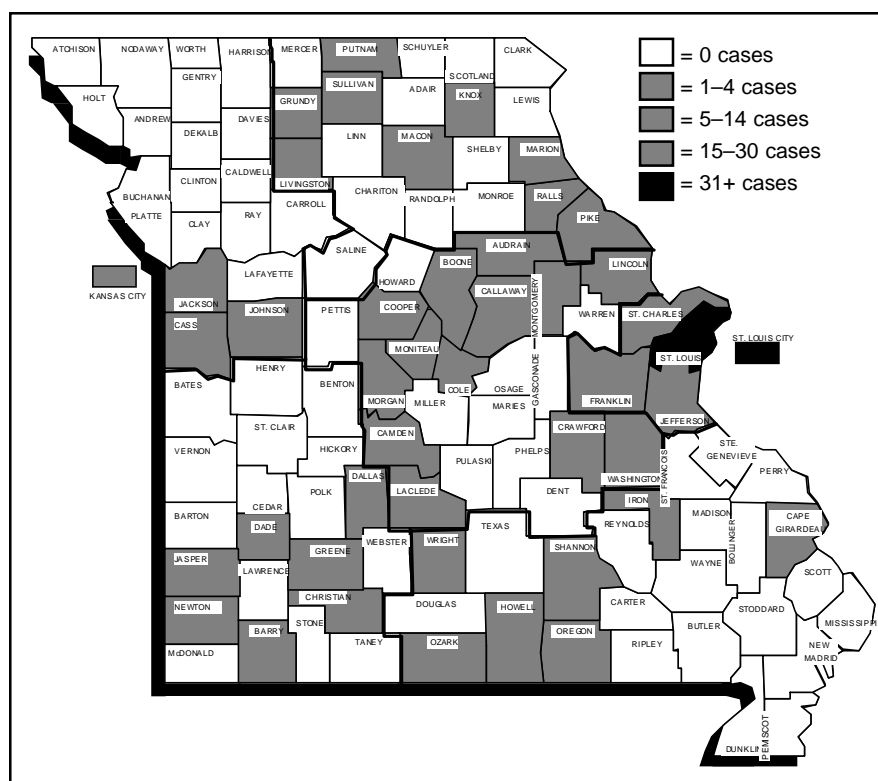 = 0 cases
= 1–4 cases
= 5–14 cases
= 15–30 cases
= 31+ cases
ATCHISON
NODAWAY
WORTH
HARRISON
MERCER
PUTNAM
SCHUYLER
SCOTLAND
CLARK
HOLT
GENTRY
GRUNDY
SULLIVAN
ADAIR
KNOX
LEWIS
ANDREW
DEKALB
DAVIES
LINN
MACON
SHELBY
MARION
BUCHANAN
CLINTON
CALDWELL
LIVINGSTON
CHARITON
RANDOLPH
MONROE
RALLS
PIKE
PLATTE
CLAY
RAY
CARROLL
SALINE
HOWARD
BOONE
AUDRAIN
LINCOLN
KANSAS CITY
JACKSON
LAFAYETTE
PETTIS
COOPER
CALLAWAY
MONTGOMERY
WARREN
ST. CHARLES
ST. LOUIS
ST. LOUIS CITY
CASS
JOHNSON
MONITEAU
COLE
OSAGE
GASCONADE
FRANKLIN
JEFFERSON
BATES
HENRY
BENTON
MORGAN
MILLER
MARIES
VERNON
ST. CLAIR
HICKORY
CAMDEN
PULASKI
PHELPS
CRAWFORD
WASHINGTON
ST. FRANCOIS
STE.
GENEVIEVE
PERRY
BARTON
CEDAR
POLK
DALLAS
LACLEDE
DENT
IRON
MADISON
BOLLINGER
CAPE
GIRARDEAU
DADE
GREENE
WEBSTER
WRIGHT
TEXAS
SHANNON
REYNOLDS
WAYNE
SCOTT
JASPER
LAWRENCE
CHRISTIAN
DOUGLAS
HOWELL
CARTER
BUTLER
STODDARD
MISSISSIPPI
NEWTON
BARRY
STONE
TANEY
OZARK
OREGON
RIPLEY
NEW
MADRID
McDONALD
DUNKLIN
PEMSCOT